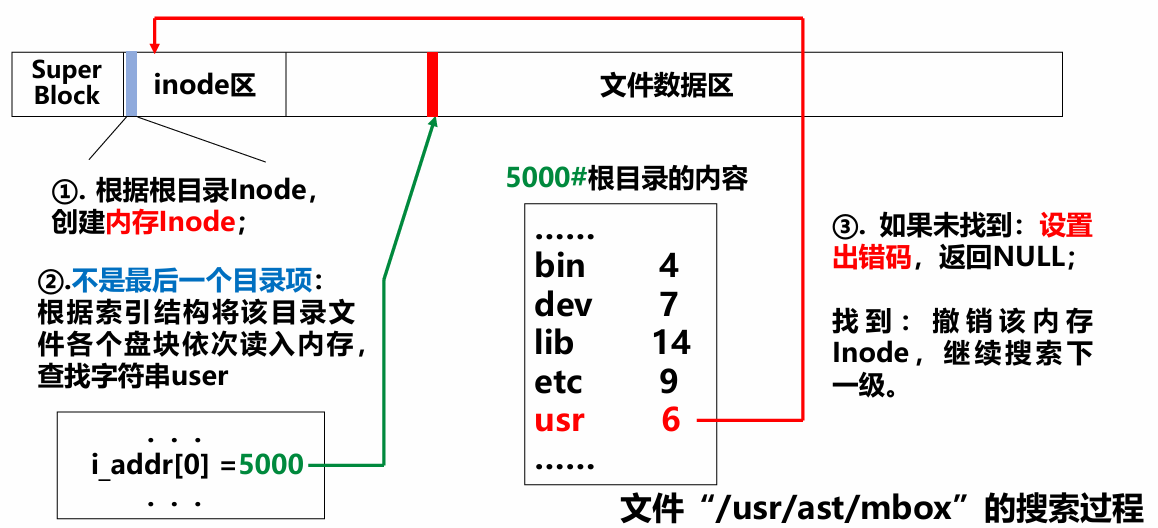 Super
Block
inode区
文件数据区
①. 根据根目录Inode，
创建内存Inode；
②.不是最后一个目录项：
根据索引结构将该目录文
件各个盘块依次读入内存，
查找字符串user
. . .
i_addr[0] =5000
. . .
5000#根目录的内容
……
bin 4
dev 7
lib 14
etc 9
usr 6
……
③. 如果未找到：设置
出错码，返回NULL；
找到：撤销该内存
Inode，继续搜索下
一级。
文件“/usr/ast/mbox”的搜索过程